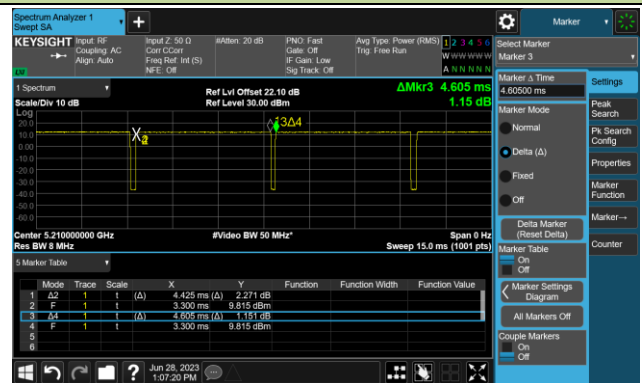 Spectrum Analyzer 1
Swept SA
Marker
KEYSIGHT
Input: RF
Coupling: AC
Align: Auto
Input Z: 50 Ω
Corr CCorr
Freq Ref: Int (S)
NFE: Off
#Atten: 20 dB
PNO: Fast
Gate: Off
IF Gain: Low
Sig Track: Off
Avg Type: Power (RMS)
Trig: Free Run
1 2 3 4 5 6
W W W W W W
A N N N N N
Select Marker
Marker 3
LW
1 Spectrum
Scale/Div 10 dB
Ref Lvl Offset 22.10 dB
Ref Level 30.00 dBm
ΔMkr3 4.605 ms
1.15 dB
Log
20.0
10.0
0.00
-10.0
-20.0
-30.0
-40.0
-50.0
-60.0
3Δ4
Center 5.210000000 GHz
Res BW 8 MHz
#Video BW 50 MHz*
Span 0 Hz
Sweep 15.0 ms (1001 pts)
5 Marker Table
Mode Trace Scale X Y Function Function Width Function Value
1 Δ2 1 t (Δ) 4.425 ms (Δ) 2.271 dB
2 F 1 t 3.300 ms 9.815 dBm
3 Δ4 1 t (Δ) 4.605 ms (Δ) 1.151 dB
4 F 1 t 3.300 ms 9.815 dBm
5
6
Marker Δ Time
4.60500 ms
Marker Mode
Normal
Delta (Δ)
Fixed
Off
Delta Marker
(Reset Delta)
Marker Table
On
Off
Marker Settings
Diagram
All Markers Off
Couple Markers
On
Off
Settings
Peak
Search
Pk Search
Config
Properties
Marker
Function
Marker→
Counter
Jun 28, 2023
1:07:20 PM